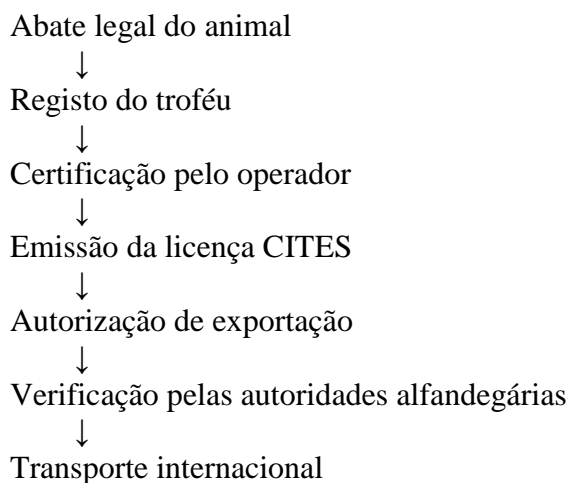 Abate legal do animal
↓
Registo do troféu
↓
Certificação pelo operador
↓
Emissão da licença CITES
↓
Autorização de exportação
↓
Verificação pelas autoridades alfandegárias
↓
Transporte internacional